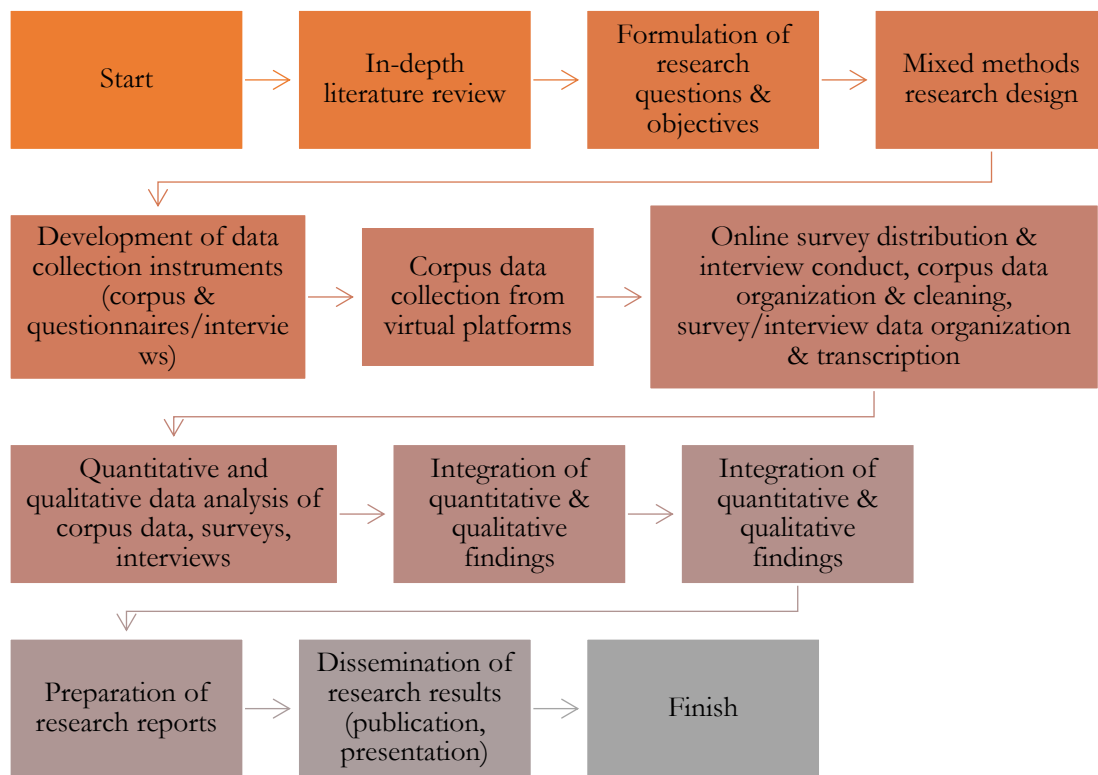 Start
In-depth
literature review
Formulation of
research
questions &
objectives
Mixed methods
research design
Development of data
collection instruments
(corpus &
questionnaires/intervie
ws)
Corpus data
collection from
virtual platforms
Online survey distribution &
interview conduct, corpus data
organization & cleaning,
survey/interview data organization
& transcription
Quantitative and
qualitative data analysis of
corpus data, surveys,
interviews
Integration of
quantitative &
qualitative
findings
Integration of
quantitative &
qualitative
findings
Preparation of
research reports
Dissemination of
research results
(publication,
presentation)
Finish